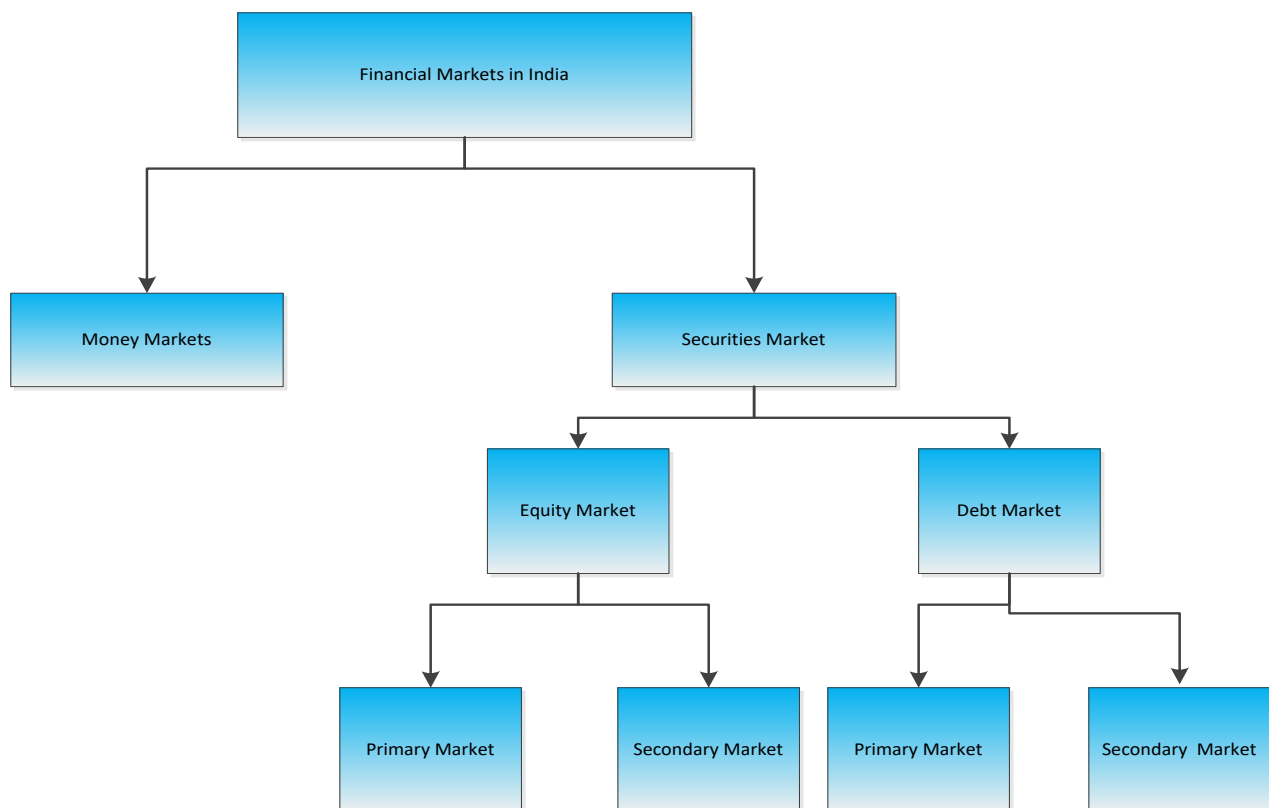 Financial Markets in India
Money Markets
Securities Market
Equity Market
Debt Market
Primary Market
Secondary Market
Primary Market
Secondary  Market